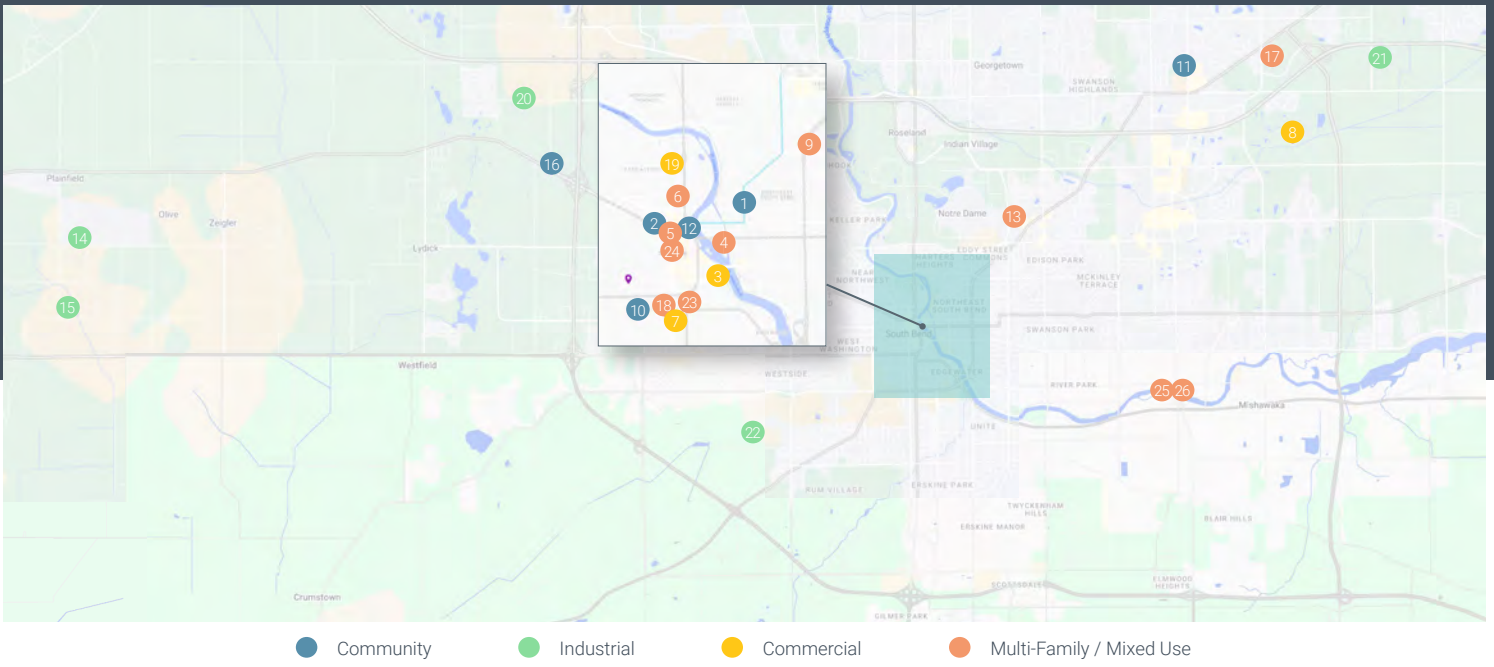 Georgetown
SWANSON
HIGHLANDS
11
17
21
20
Roseland
Indian Village
8
9
16
19
Plainfield
6
1
Olive
Zeigler
2
12
5
4
24
Notre Dame
13
KELLER PARK
14
Lydick
EDDY STREET
COMMONS
EDISON PARK
NEAR
NORTHWEST
MCKINLEY
TERRACE
3
15
10
18
23
7
NORTHEAST
SOUTH BEND
South Bend
SWANSON PARK
WEST
WASHINGTON
Westfield
WESTSIDE
EDGEWATER
RIVER PARK
25
26
Mishawaka
22
UNITE
RUM VILLAGE
ERSKINE PARK
TWYCKENHAM
HILLS
BLAIR HILLS
ERSKINE MANOR
SCOTTSDALE
ELMWOOD
HEIGHTS
Crumstown
GILMER PARK
Community
Industrial
Commercial
Multi-Family / Mixed Use